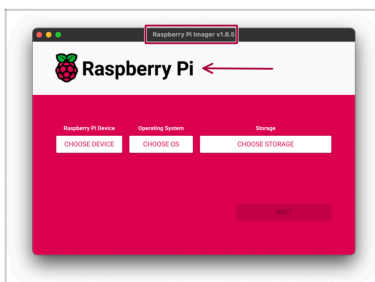 Raspberry Pi Imager v1.8.5
Raspberry Pi
Raspberry Pi Device
Operating System
Storage
CHOOSE DEVICE
CHOOSE OS
CHOOSE STORAGE
NEXT